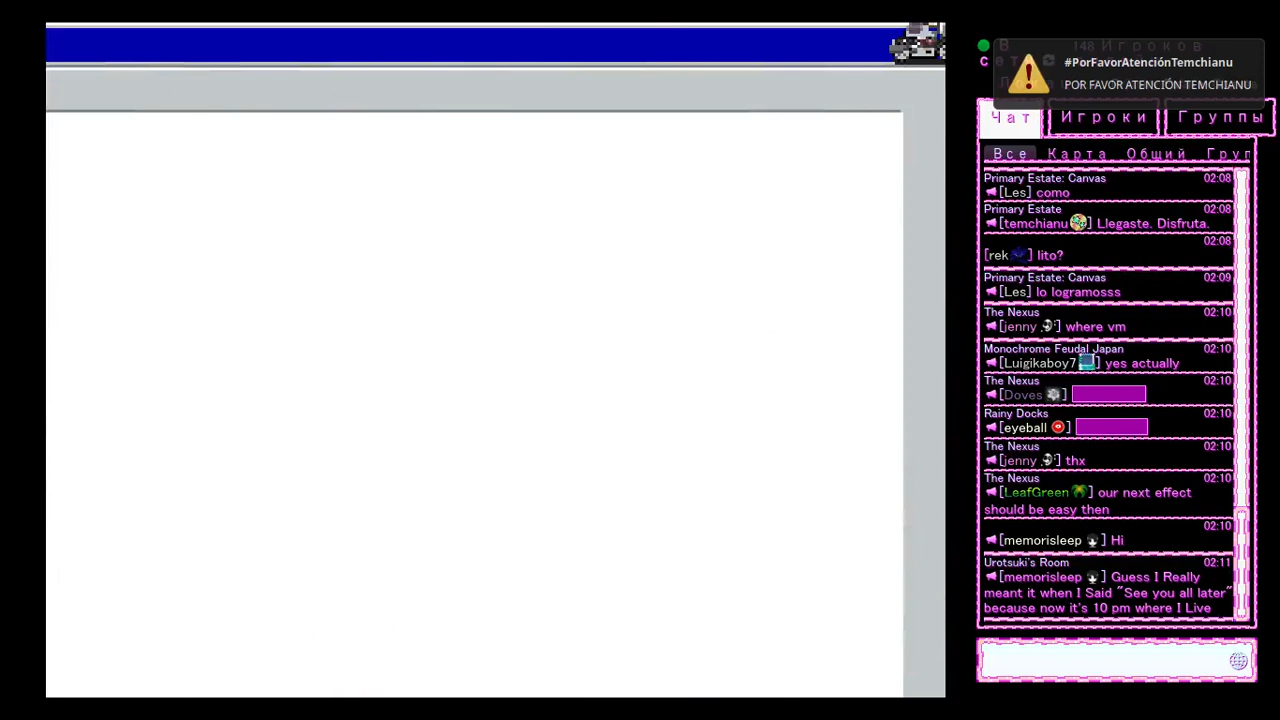 148 Игроков
#PorFavorAtenciónTemchianu
POR FAVOR ATENCIÓN TEMCHIANU
Чат Игроки Группы
Все Карта Общий Груп
Primary Estate: Canvas 02:08
[Les] como
Primary Estate 02:08
[temchianu] Llegaste. Disfruta.
02:08
[rek] lito?
Primary Estate: Canvas 02:09
[Les] lo logramosss
The Nexus 02:10
[jenny] where vm
Monochrome Feudal Japan 02:10
[Luigikaboy7] yes actually
The Nexus 02:10
[Doves]
Rainy Docks 02:10
[eyeball]
The Nexus 02:10
[jenny] thx
The Nexus 02:10
[LeafGreen] our next effect
should be easy then
02:10
[memorisleep] Hi
Urotsuki's Room 02:11
[memorisleep] Guess I Really
meant it when I Said "See you all later"
because now it's 10 pm where I Live